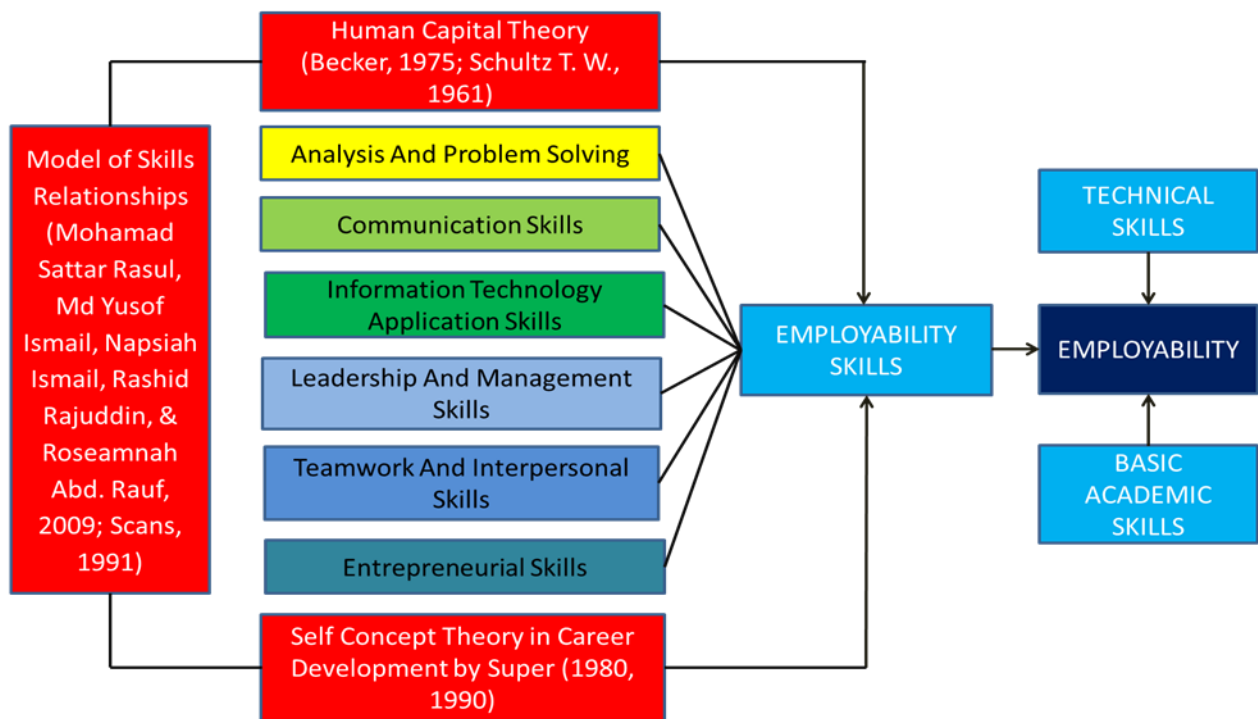 Human Capital Theory
(Becker, 1975; Schultz T. W.,
1961)
Model of Skills
Relationships
(Mohamad
Sattar Rasul,
Md Yusof
Ismail, Napsiah
Ismail, Rashid
Rajuddin, &
Roseamnah
Abd. Rauf,
2009; Scans,
1991)
Analysis And Problem Solving
Communication Skills
Information Technology
Application Skills
Leadership And Management
Skills
Teamwork And Interpersonal
Skills
Entrepreneurial Skills
Self Concept Theory in Career
Development by Super (1980,
1990)
EMPLOYABILITY
SKILLS
TECHNICAL
SKILLS
EMPLOYABILITY
BASIC
ACADEMIC
SKILLS